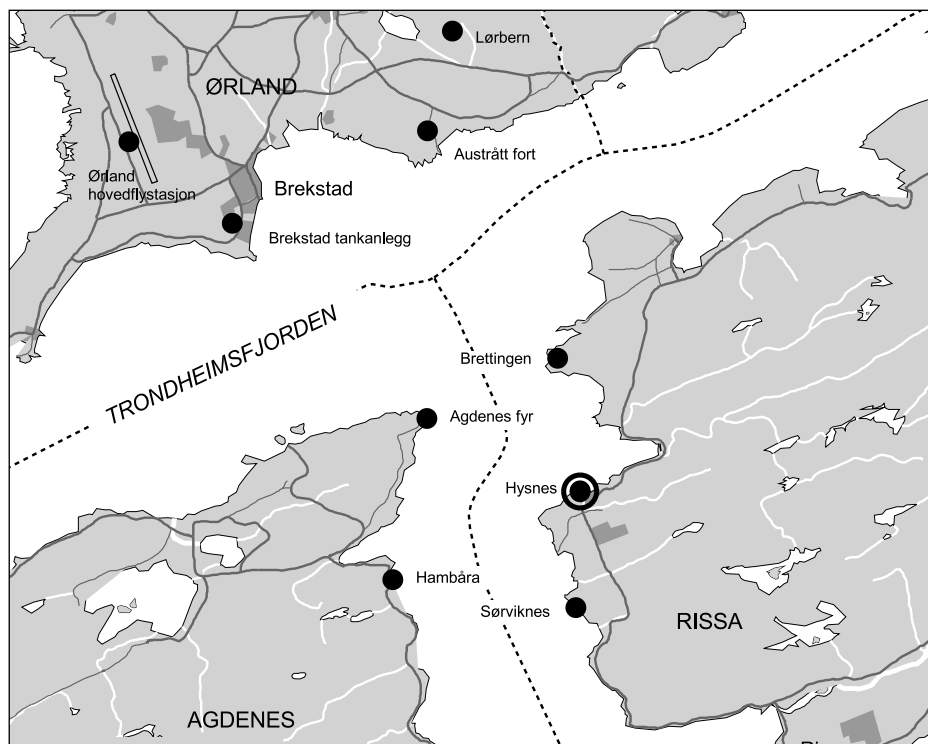 Lørbern
ØRLAND
Austrått fort
Ørland
hovedflystasjon
Brekstad
Brekstad tankanlegg
TRONDHEIMSFJORDEN
Brettingen
Agdenes fyr
Hysnes
Hambåra
Sørviknes
RISSA
AGDENES